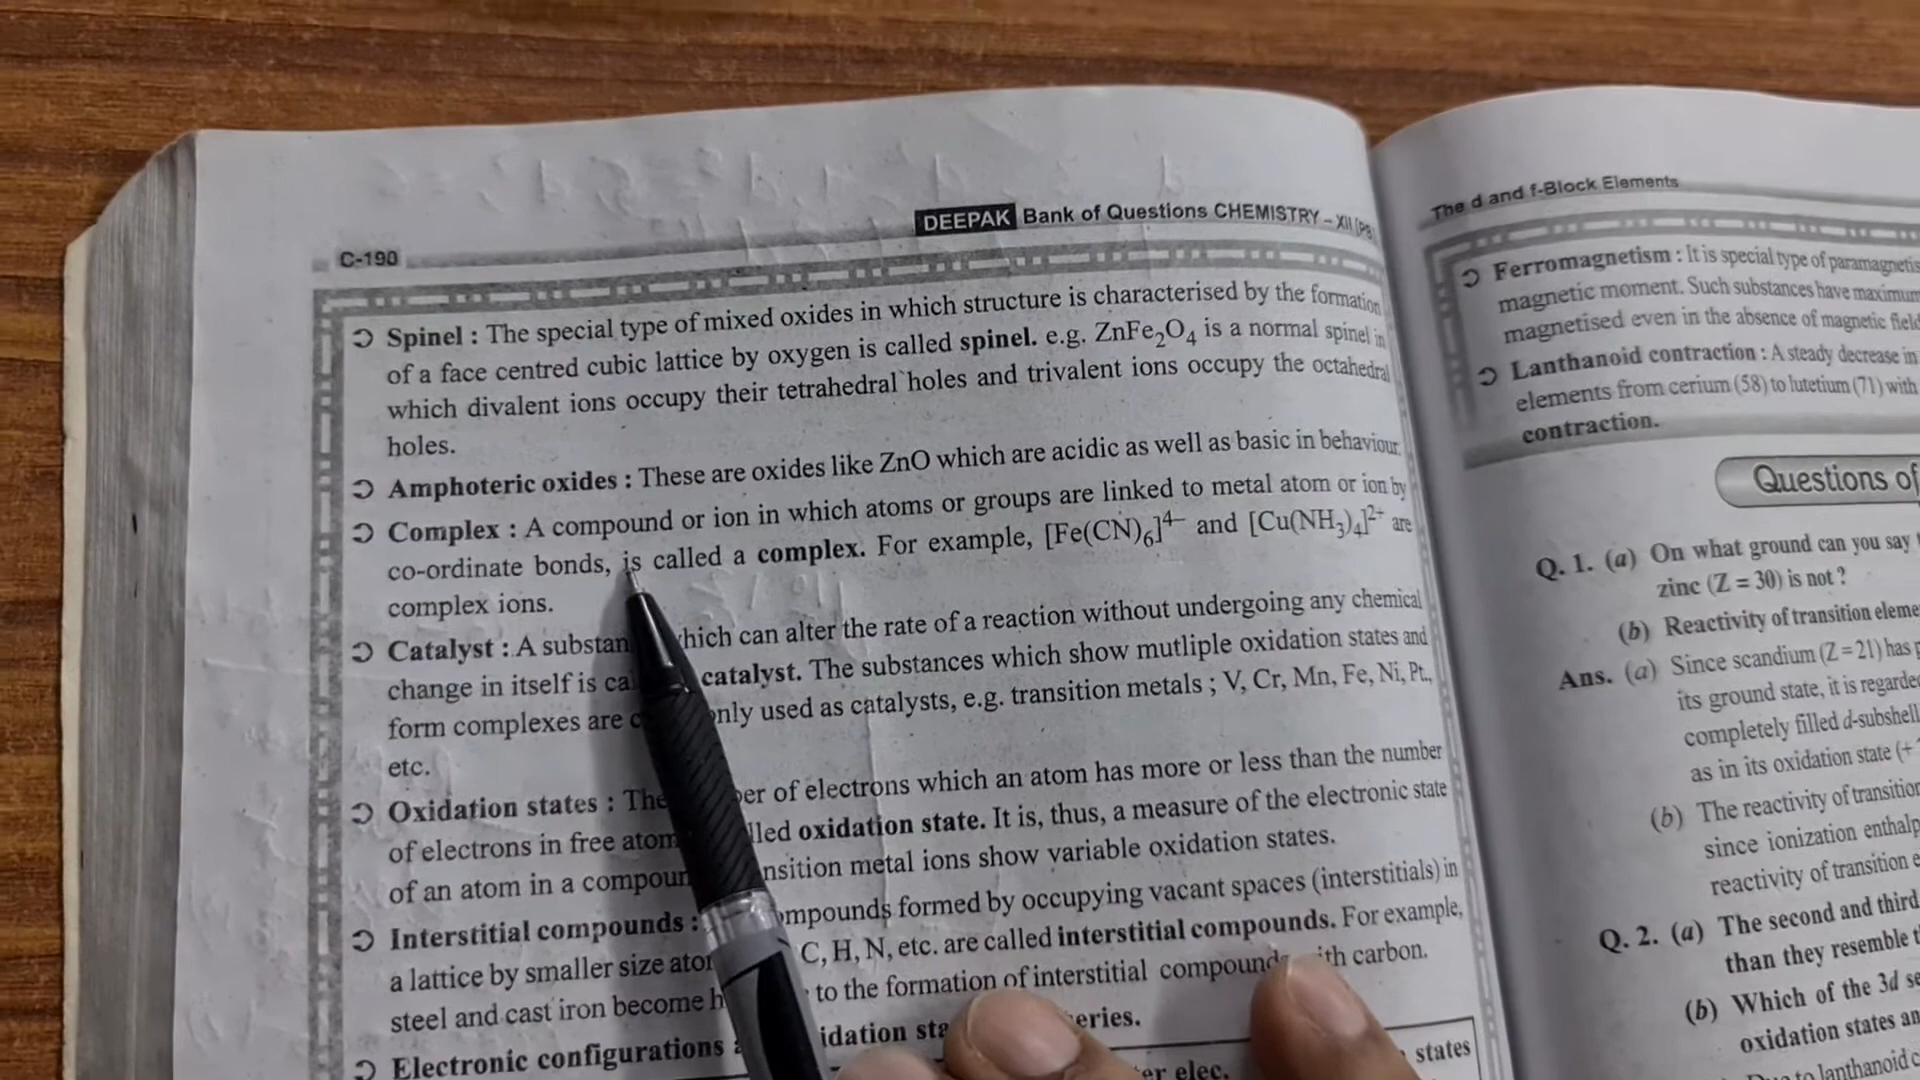 C-190
DEEPAK Bank of Questions CHEMISTRY – XII (PB)
Spinel : The special type of mixed oxides in which structure is characterised by the formation
of a face centred cubic lattice by oxygen is called spinel. e.g. ZnFe₂O₄ is a normal spinel in
which divalent ions occupy their tetrahedral holes and trivalent ions occupy the octahedral
holes.
Amphoteric oxides : These are oxides like ZnO which are acidic as well as basic in behaviour.
Complex : A compound or ion in which atoms or groups are linked to metal atom or ion by
co-ordinate bonds, is called a complex. For example, [Fe(CN)₆]⁴⁻ and [Cu(NH₃)₄]²⁺ are
complex ions.
Catalyst : A substan which can alter the rate of a reaction without undergoing any chemical
change in itself is ca catalyst. The substances which show mutliple oxidation states and
form complexes are c only used as catalysts, e.g. transition metals ; V, Cr, Mn, Fe, Ni, Pt,
etc.
Oxidation states : The ber of electrons which an atom has more or less than the number
of electrons in free atom lled oxidation state. It is, thus, a measure of the electronic state
of an atom in a compoun nsition metal ions show variable oxidation states.
Interstitial compounds : ompounds formed by occupying vacant spaces (interstitials) in
a lattice by smaller size ato C, H, N, etc. are called interstitial compounds. For example,
steel and cast iron become h to the formation of interstitial compounds with carbon.
Electronic configurations a idation sta eries.
er elec. states
The d and f-Block Elements
Ferromagnetism : It is special type of paramagnetis
magnetic moment. Such substances have maximum
magnetised even in the absence of magnetic field
Lanthanoid contraction : A steady decrease in
elements from cerium (58) to lutetium (71) with
contraction.
Questions of
Q. 1. (a) On what ground can you say
zinc (Z = 30) is not ?
(b) Reactivity of transition eleme
Ans. (a) Since scandium (Z = 21) has p
its ground state, it is regarde
completely filled d-subshell
as in its oxidation state (+
(b) The reactivity of transition
since ionization enthalp
reactivity of transition e
Q. 2. (a) The second and third
than they resemble t
(b) Which of the 3d se
oxidation states an
to lanthanoid c